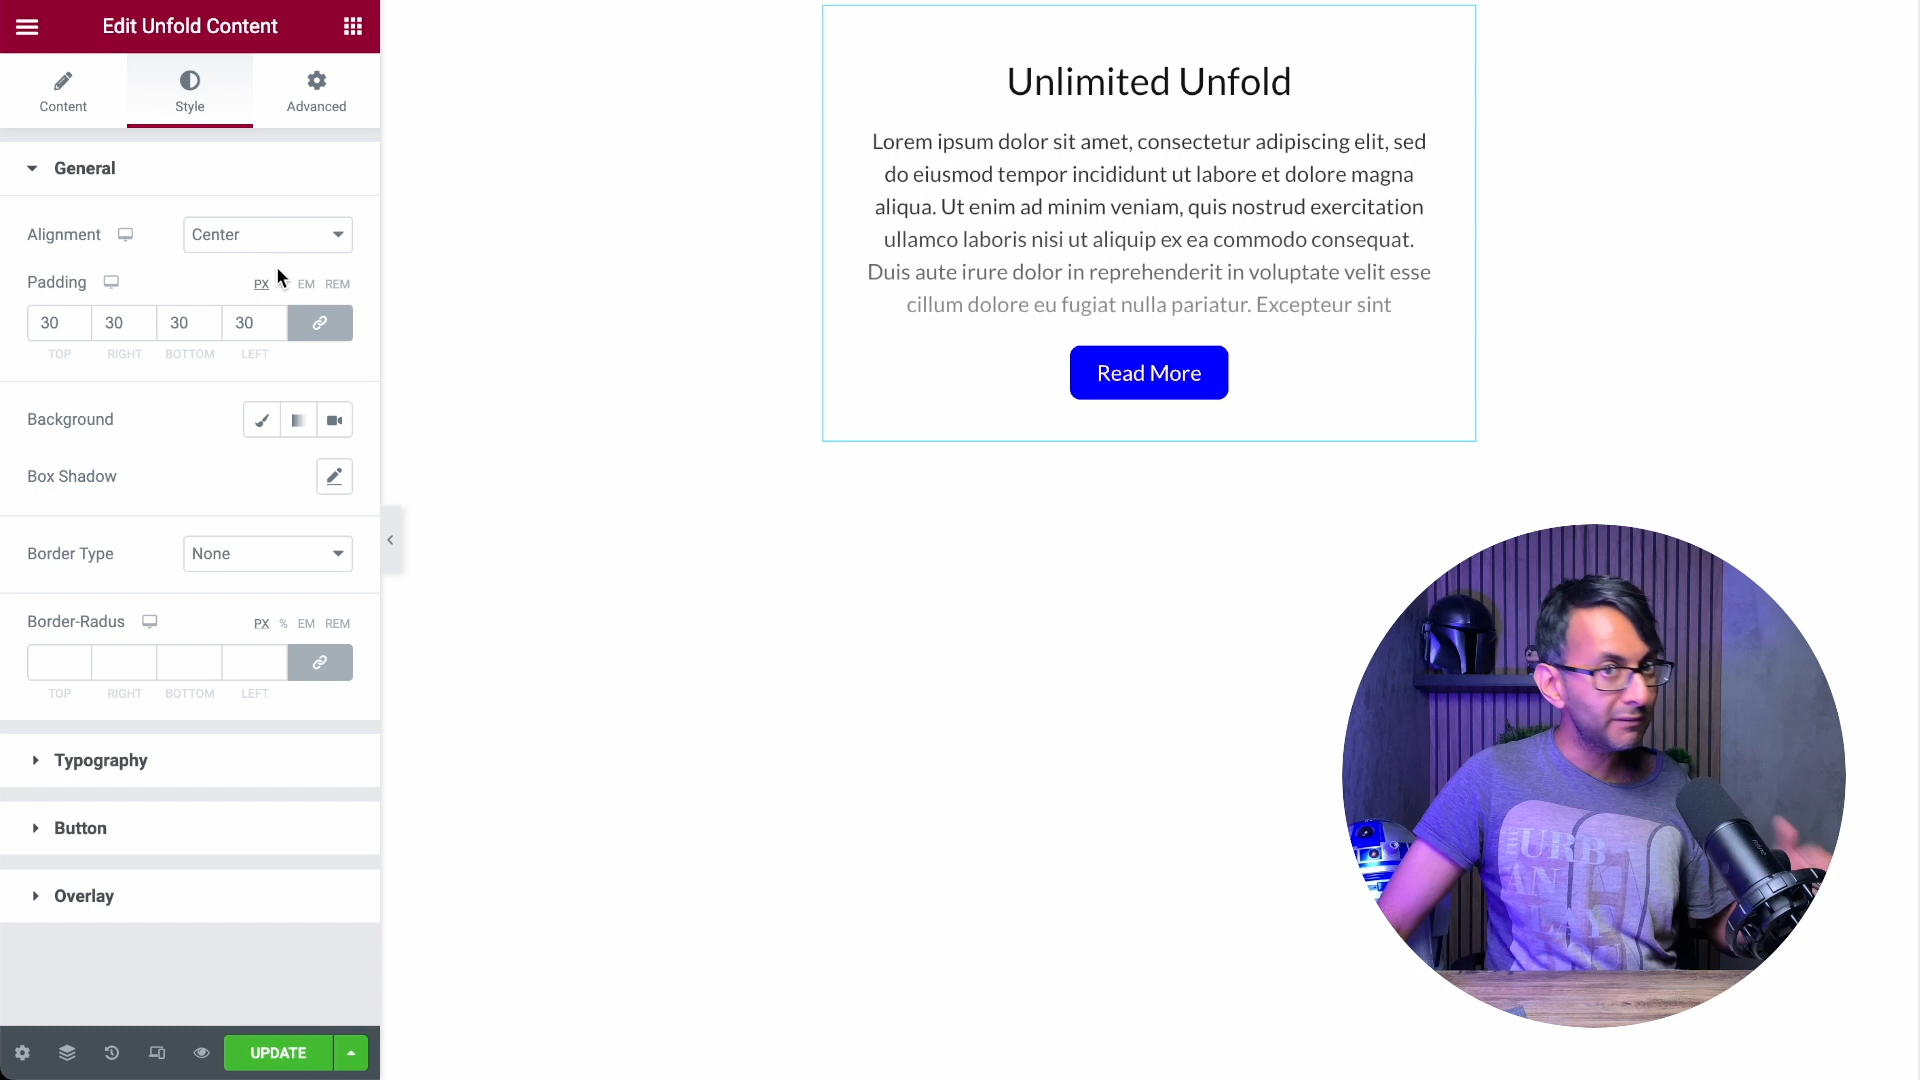 Edit Unfold Content
Content
Style
Advanced
General
Alignment
Center
Padding
PX
EM
REM
30
30
30
30
TOP
RIGHT
BOTTOM
LEFT
Background
Box Shadow
Border Type
None
Border-Radius
PX
%
EM
REM
TOP
RIGHT
BOTTOM
LEFT
Typography
Button
Overlay
UPDATE
Unlimited Unfold
Lorem ipsum dolor sit amet, consectetur adipiscing elit, sed
do eiusmod tempor incididunt ut labore et dolore magna
aliqua. Ut enim ad minim veniam, quis nostrud exercitation
ullamco laboris nisi ut aliquip ex ea commodo consequat.
Duis aute irure dolor in reprehenderit in voluptate velit esse
cillum dolore eu fugiat nulla pariatur. Excepteur sint
Read More
URB
AN